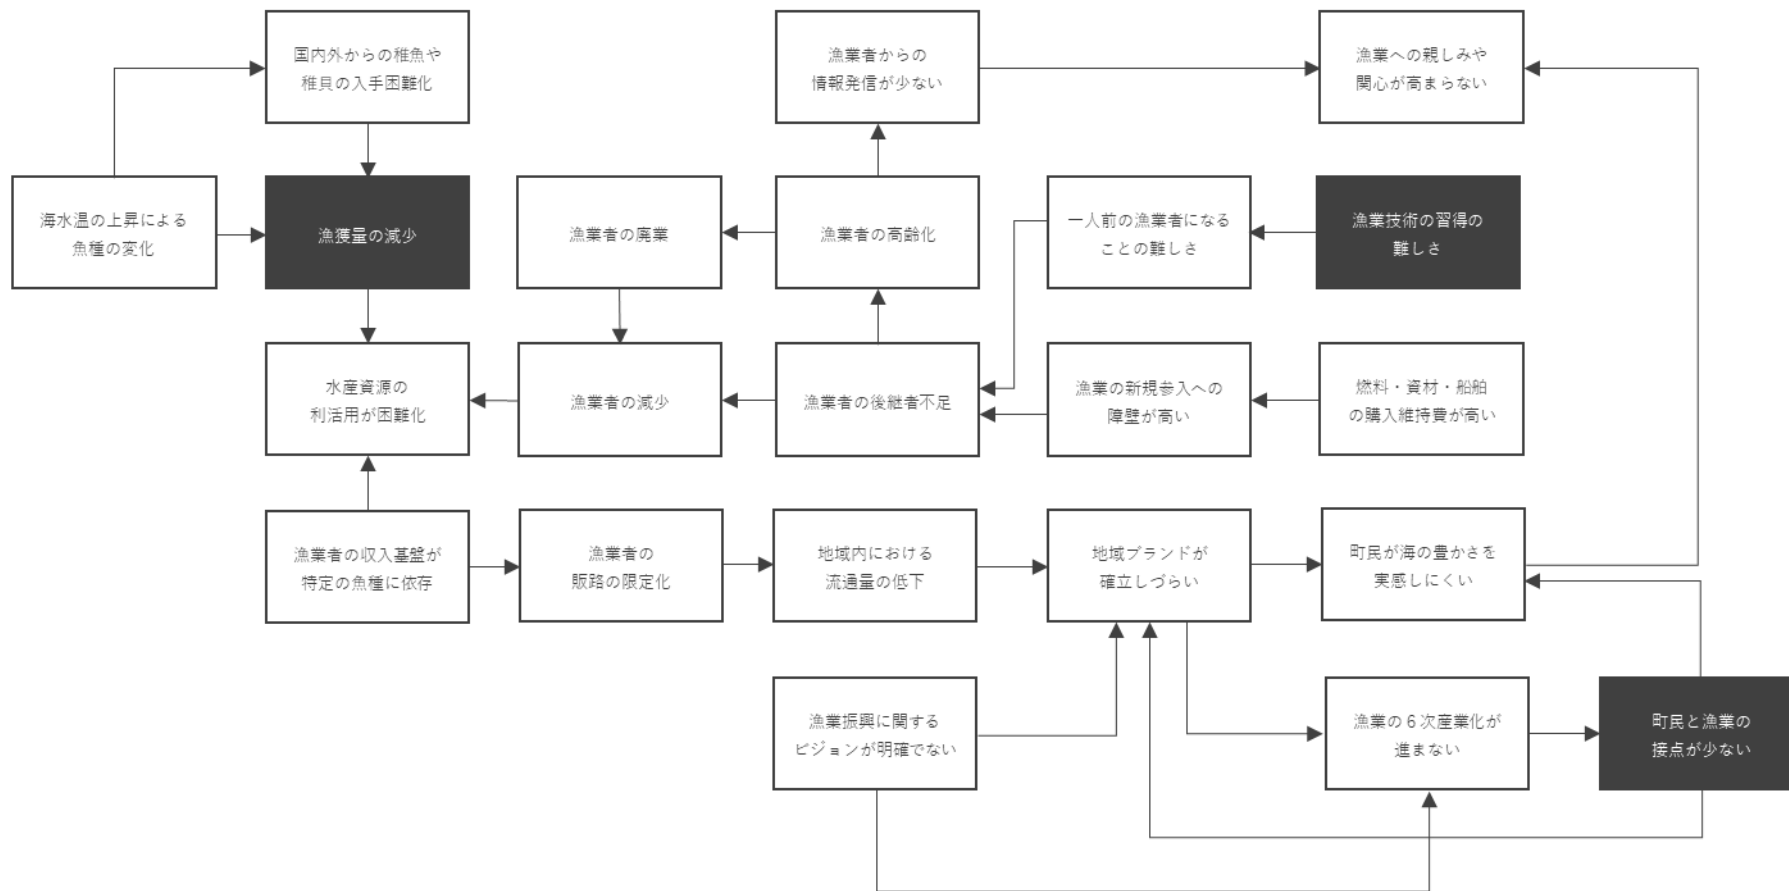 国内外からの稚魚や
稚貝の入手困難化
漁業者からの
情報発信が少ない
漁業への親しみや
関心が高まらない
海水温の上昇による
魚種の変化
漁獲量の減少
漁業者の廃業
漁業者の高齢化
一人前の漁業者になる
ことの難しさ
漁業技術の習得の
難しさ
水産資源の
利活用が困難化
漁業者の減少
漁業者の後継者不足
漁業の新規参入への
障壁が高い
燃料・資材・船舶
の購入維持費が高い
漁業者の収入基盤が
特定の魚種に依存
漁業者の
販路の限定化
地域内における
流通量の低下
地域ブランドが
確立しづらい
町民が海の豊かさを
実感しにくい
漁業振興に関する
ビジョンが明確でない
漁業の６次産業化が
進まない
町民と漁業の
接点が少ない